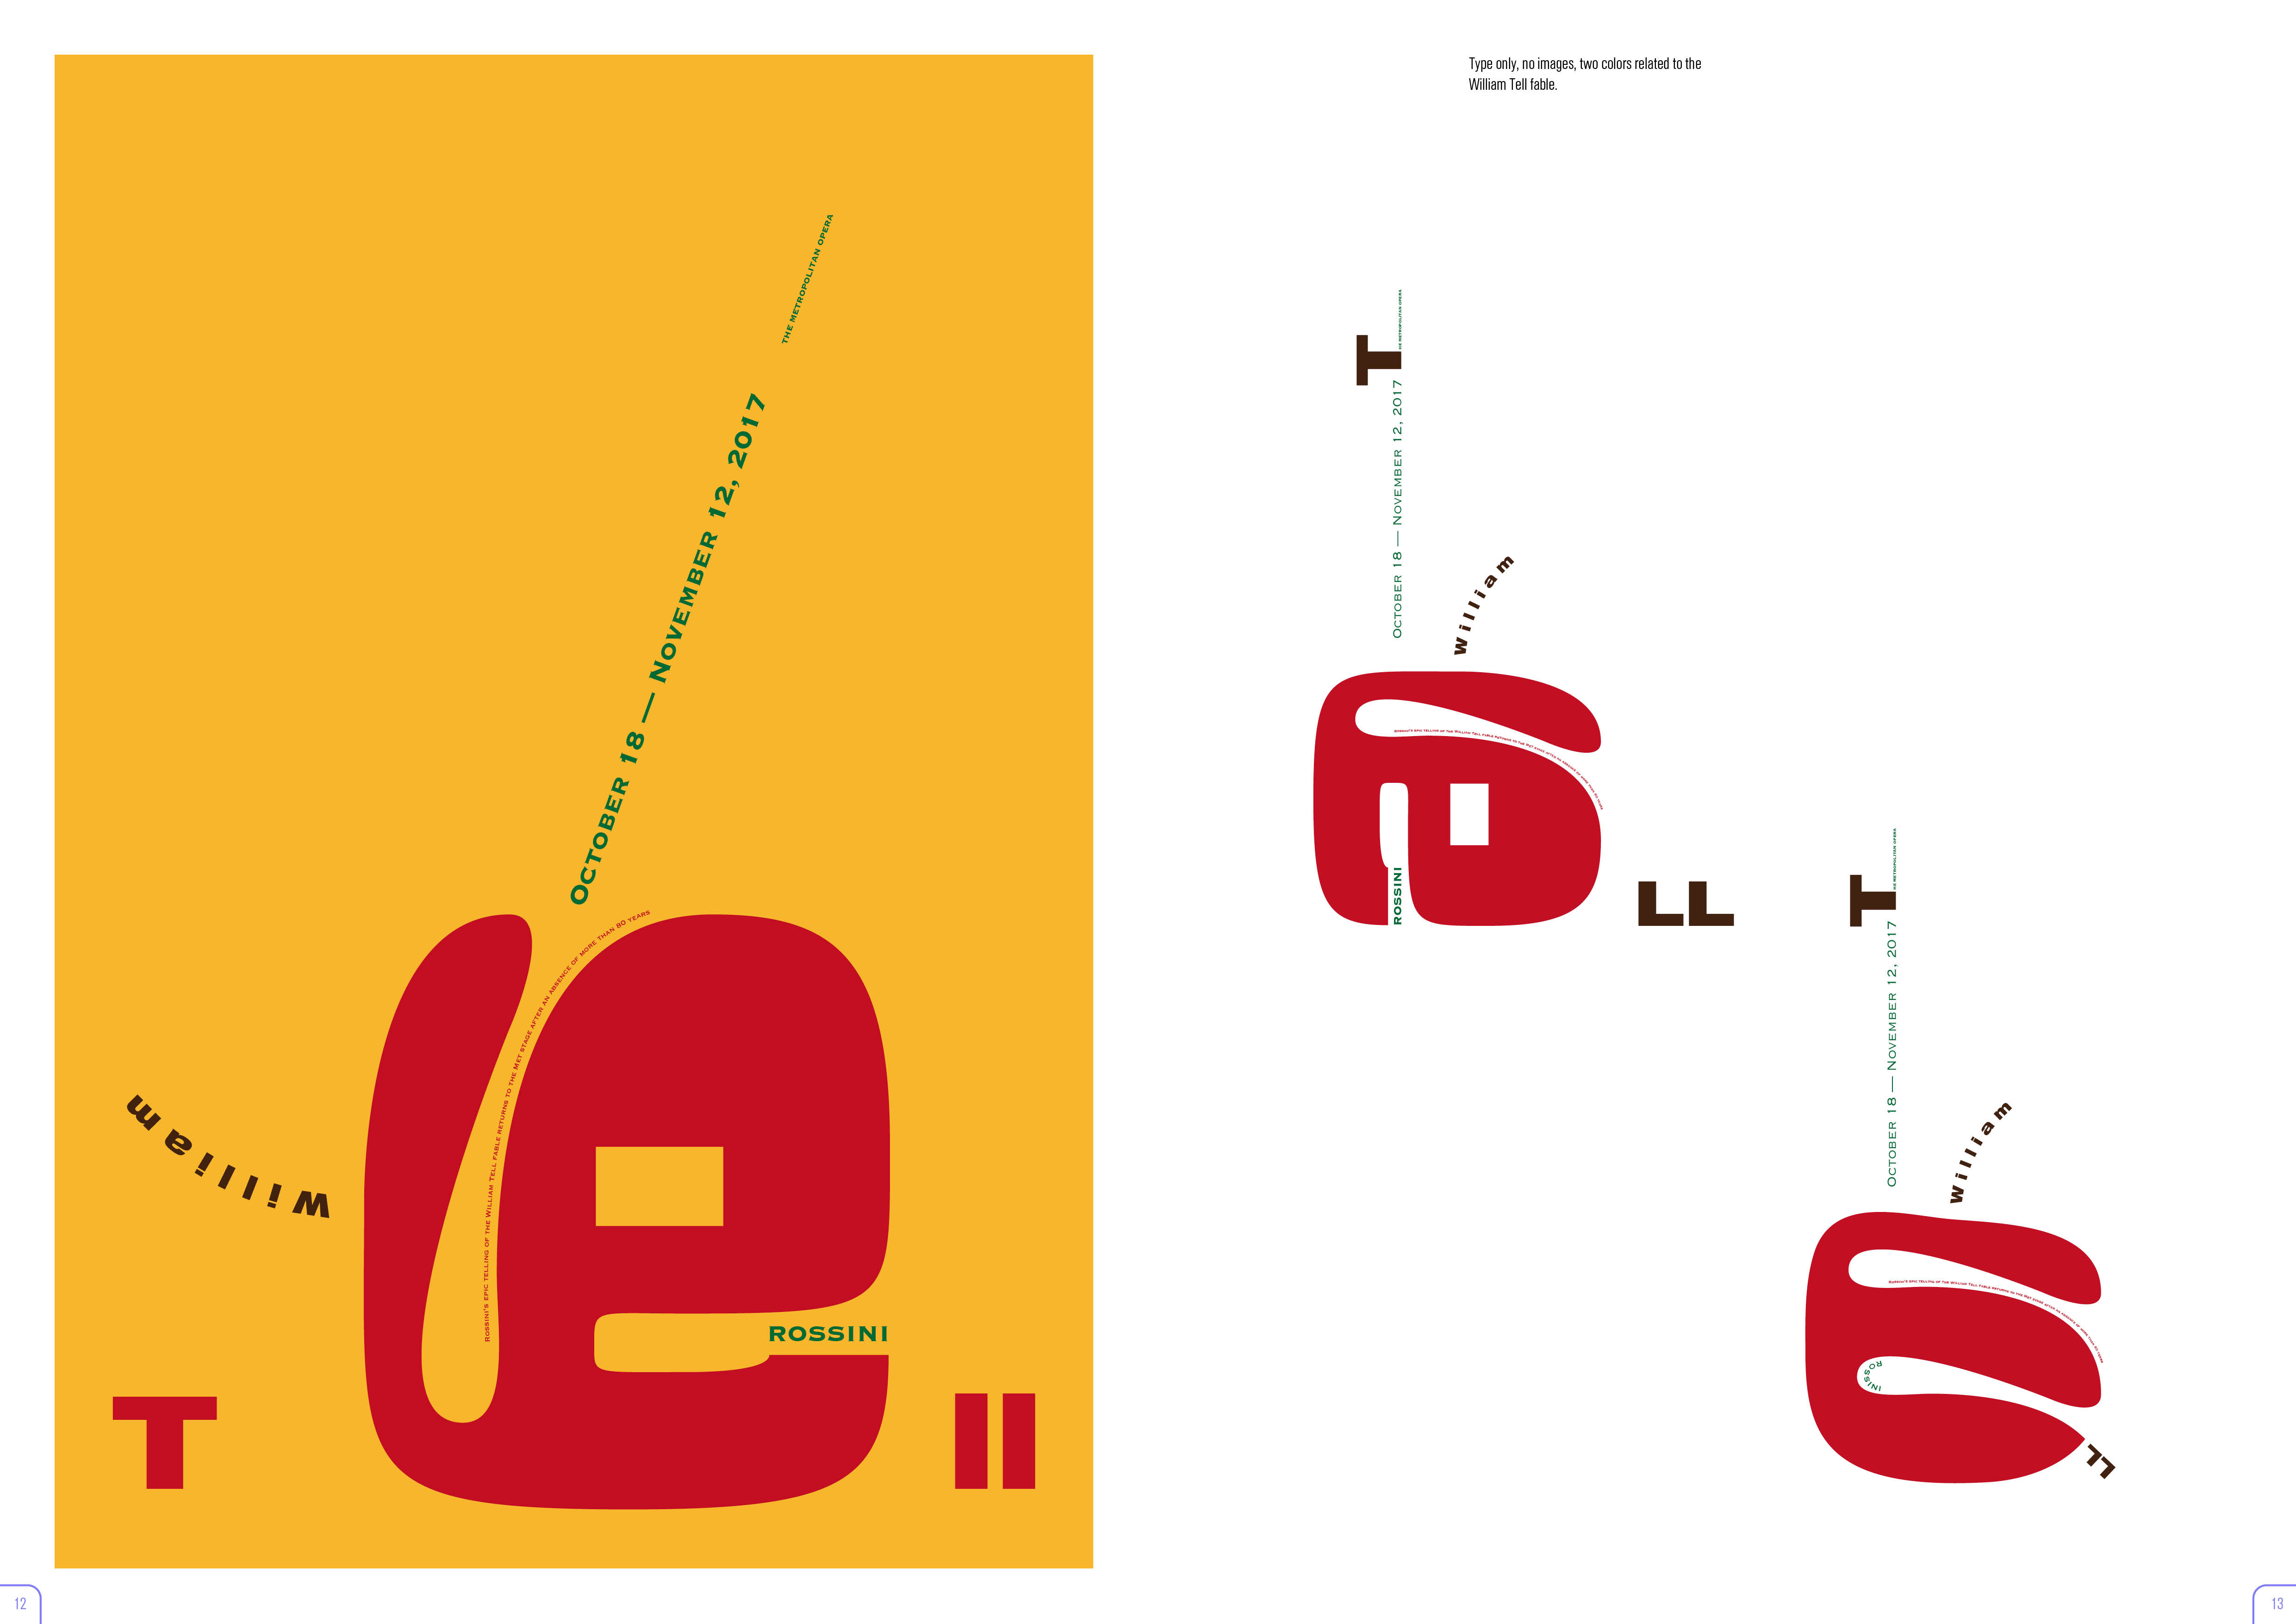 THE METROPOLITAN OPERA
OCTOBER 18 — NOVEMBER 12, 2017
ROSSINI'S EPIC TELLING OF THE WILLIAM TELL FABLE RETURNS TO THE MET STAGE AFTER AN ABSENCE OF MORE THAN 80 YEARS
william
Tell
ROSSINI
12
Type only, no images, two colors related to the
William Tell fable.
THE METROPOLITAN OPERA
T
OCTOBER 18 — NOVEMBER 12, 2017
william
e
ROSSINI'S EPIC TELLING OF THE WILLIAM TELL FABLE RETURNS TO THE MET STAGE AFTER AN ABSENCE OF MORE THAN 80 YEARS
ROSSINI
LL
THE METROPOLITAN OPERA
T
OCTOBER 18 — NOVEMBER 12, 2017
william
E
ROSSINI'S EPIC TELLING OF THE WILLIAM TELL FABLE RETURNS TO THE MET STAGE AFTER AN ABSENCE OF MORE THAN 80 YEARS
ROSSINI
LL
13